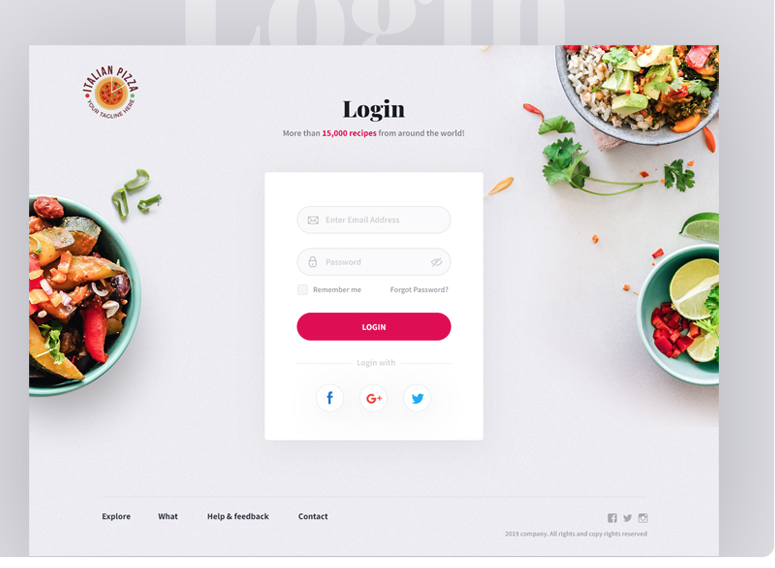 Login
ITALIAN PIZZA
YOUR TAGLINE HERE
Login
More than 15,000 recipes from around the world!
Enter Email Address
Password
Remember me Forgot Password?
LOGIN
Login with
f G+
Explore What Help & feedback Contact
2019 company. All rights and copy rights reserved